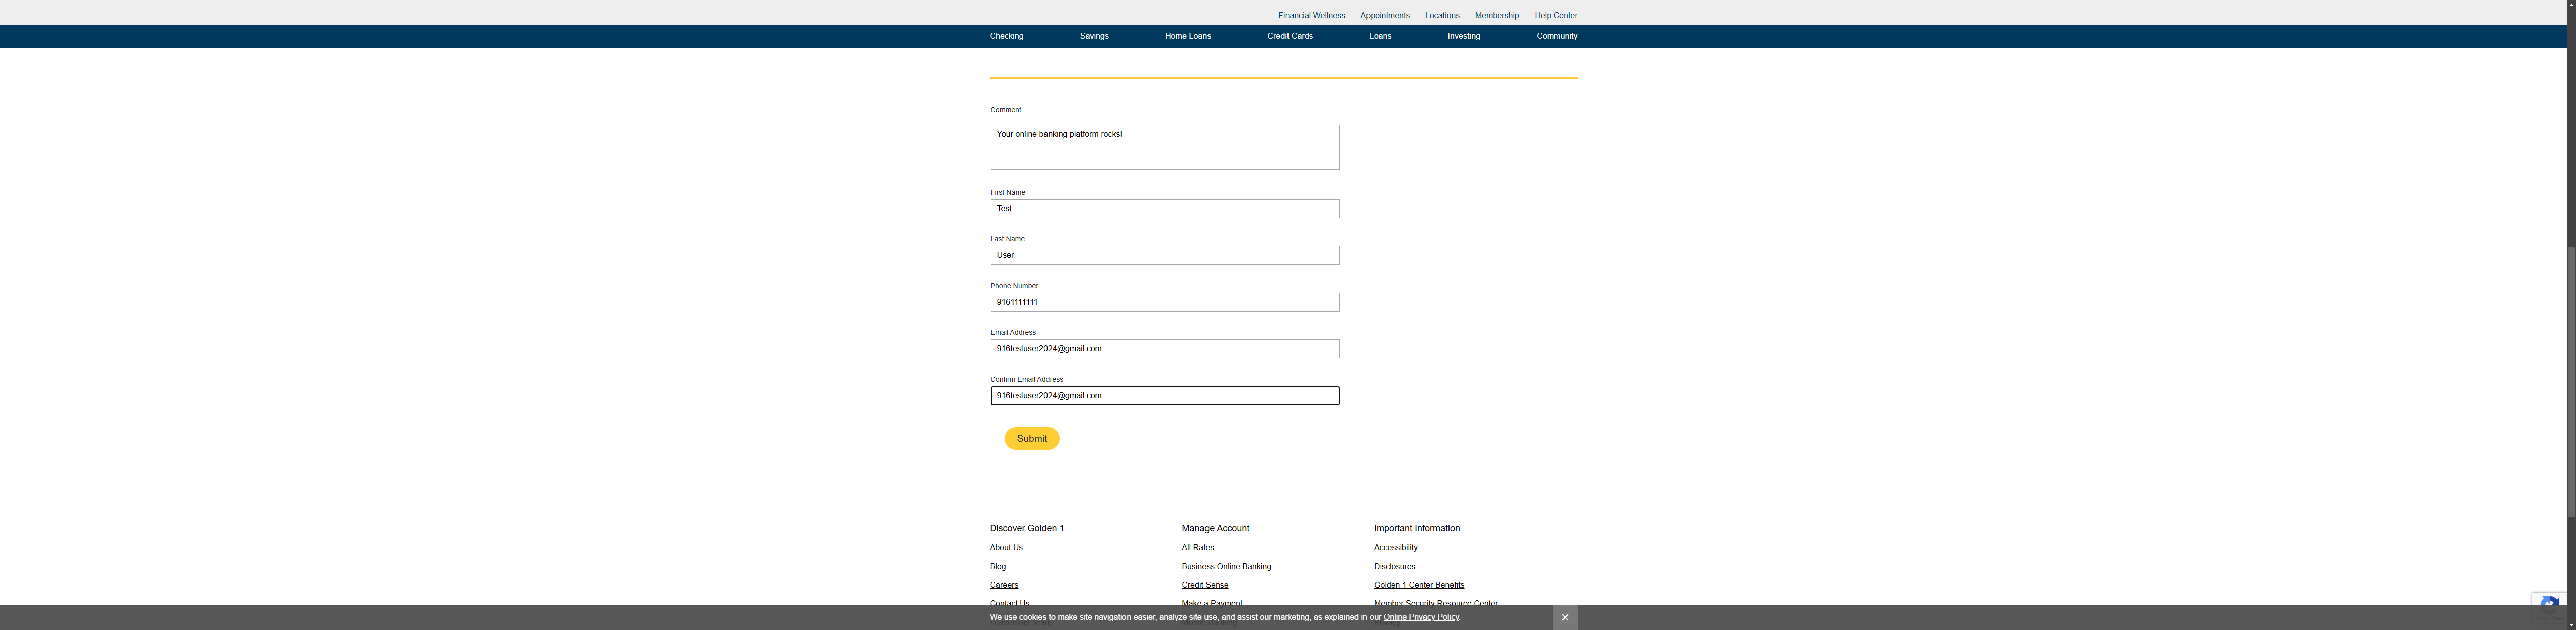 Financial Wellness Appointments Locations Membership Help Center
Checking Savings Home Loans Credit Cards Loans Investing Community
Comment
Your online banking platform rocks!
First Name
Test
Last Name
User
Phone Number
9161111111
Email Address
916testuser2024@gmail.com
Confirm Email Address
916testuser2024@gmail.com
Submit
Discover Golden 1 Manage Account Important Information
About Us All Rates Accessibility
Blog Business Online Banking Disclosures
Careers Credit Sense Golden 1 Center Benefits
Contact Us Make a Payment Member Security Resource Center
We use cookies to make site navigation easier, analyze site use, and assist our marketing, as explained in our Online Privacy Policy.